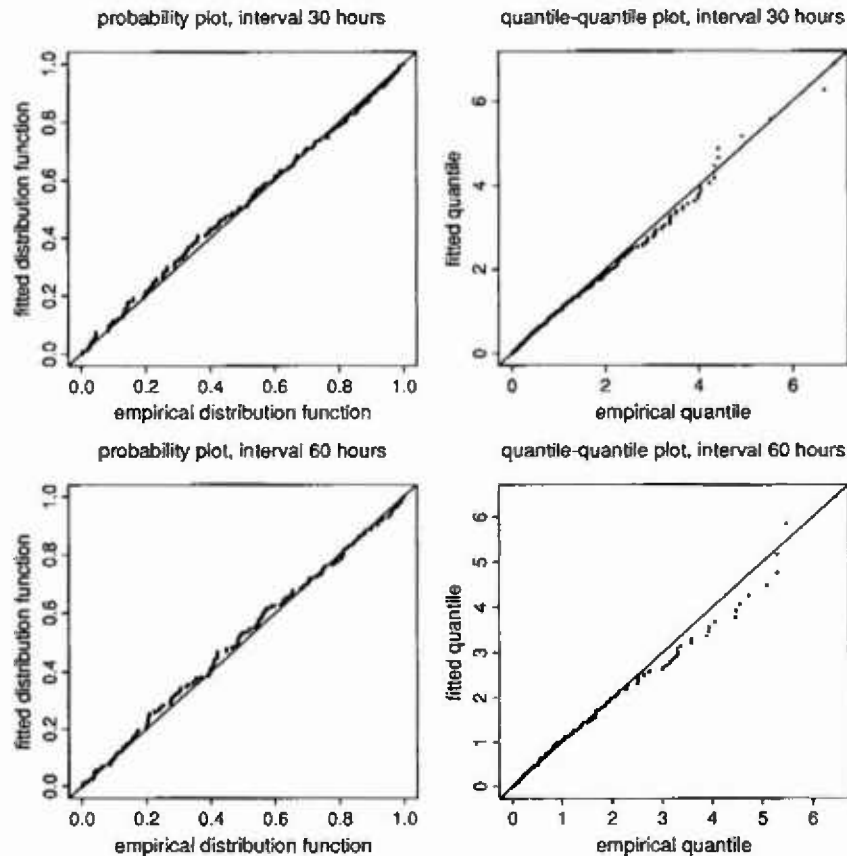 probability plot, interval 30 hours
fitted distribution function
0.0 0.2 0.4 0.6 0.8 1.0
0.0 0.2 0.4 0.6 0.8 1.0
empirical distribution function
quantile-quantile plot, interval 30 hours
fitted quantile
0 2 4 6
0 2 4 6
empirical quantile
probability plot, interval 60 hours
fitted distribution function
0.0 0.2 0.4 0.6 0.8 1.0
0.0 0.2 0.4 0.6 0.8 1.0
empirical distribution function
quantile-quantile plot, interval 60 hours
fitted quantile
0 1 2 3 4 5 6
0 1 2 3 4 5 6
empirical quantile